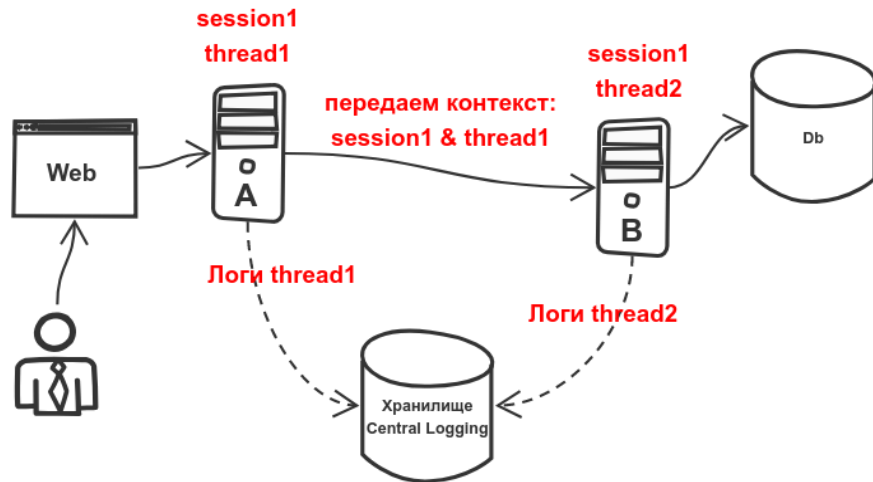 session1
thread1
session1
thread2
передаем контекст:
session1 & thread1
Db
Web
A
B
Логи thread1
Логи thread2
Хранилище
Central Logging